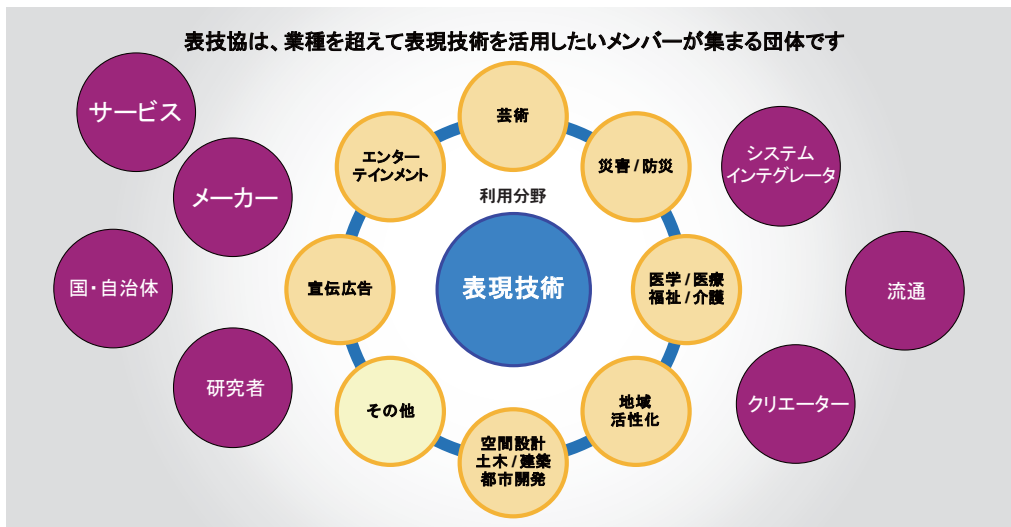 表技協は、業種を超えて表現技術を活用したいメンバーが集まる団体です
サービス
メーカー
国・自治体
研究者
芸術
エンター
テインメント
災害 / 防災
利用分野
表現技術
宣伝広告
医学 / 医療
福祉 / 介護
その他
地域
活性化
空間設計
土木 / 建築
都市開発
システム
インテグレータ
流通
クリエーター